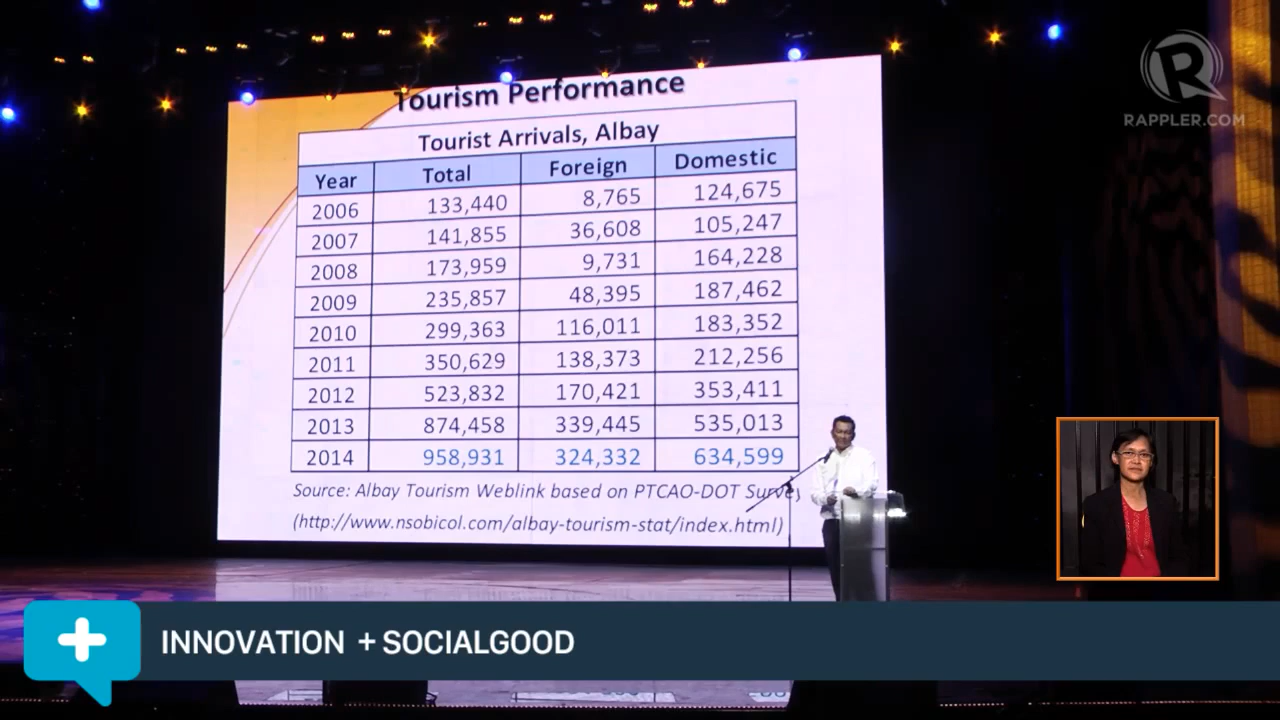 Tourism Performance
Tourist Arrivals, Albay
Year Total Foreign Domestic
2006 133,440 8,765 124,675
2007 141,855 36,608 105,247
2008 173,959 9,731 164,228
2009 235,857 48,395 187,462
2010 299,363 116,011 183,352
2011 350,629 138,373 212,256
2012 523,832 170,421 353,411
2013 874,458 339,445 535,013
2014 958,931 324,332 634,599
Source: Albay Tourism Weblink based on PTCAO-DOT Survey
(http://www.nsobicol.com/albay-tourism-stat/index.html)
R
RAPPLER.COM
INNOVATION + SOCIALGOOD